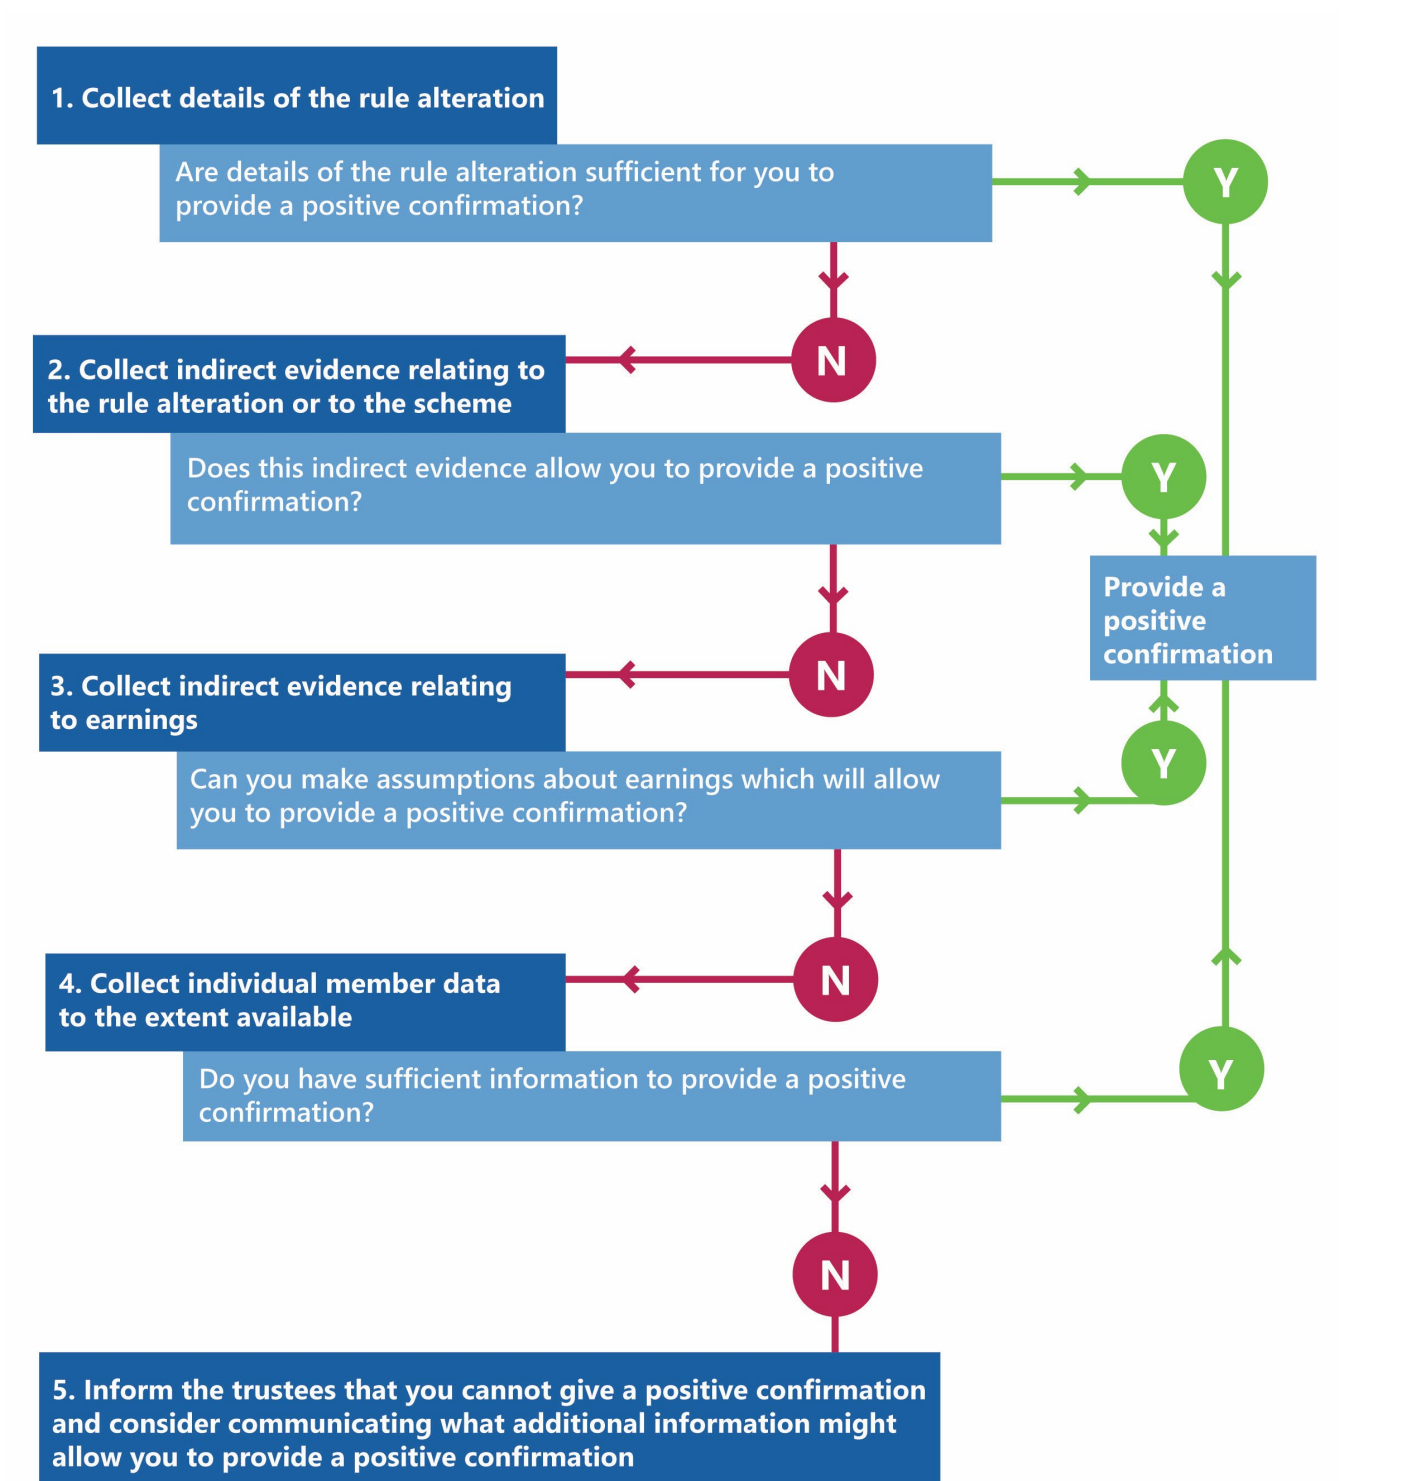 1. Collect details of the rule alteration
Are details of the rule alteration sufficient for you to
provide a positive confirmation?
Y
N
2. Collect indirect evidence relating to
the rule alteration or to the scheme
Does this indirect evidence allow you to provide a positive
confirmation?
Y
Provide a
positive
confirmation
N
3. Collect indirect evidence relating
to earnings
Can you make assumptions about earnings which will allow
you to provide a positive confirmation?
Y
N
4. Collect individual member data
to the extent available
Do you have sufficient information to provide a positive
confirmation?
Y
N
5. Inform the trustees that you cannot give a positive confirmation
and consider communicating what additional information might
allow you to provide a positive confirmation